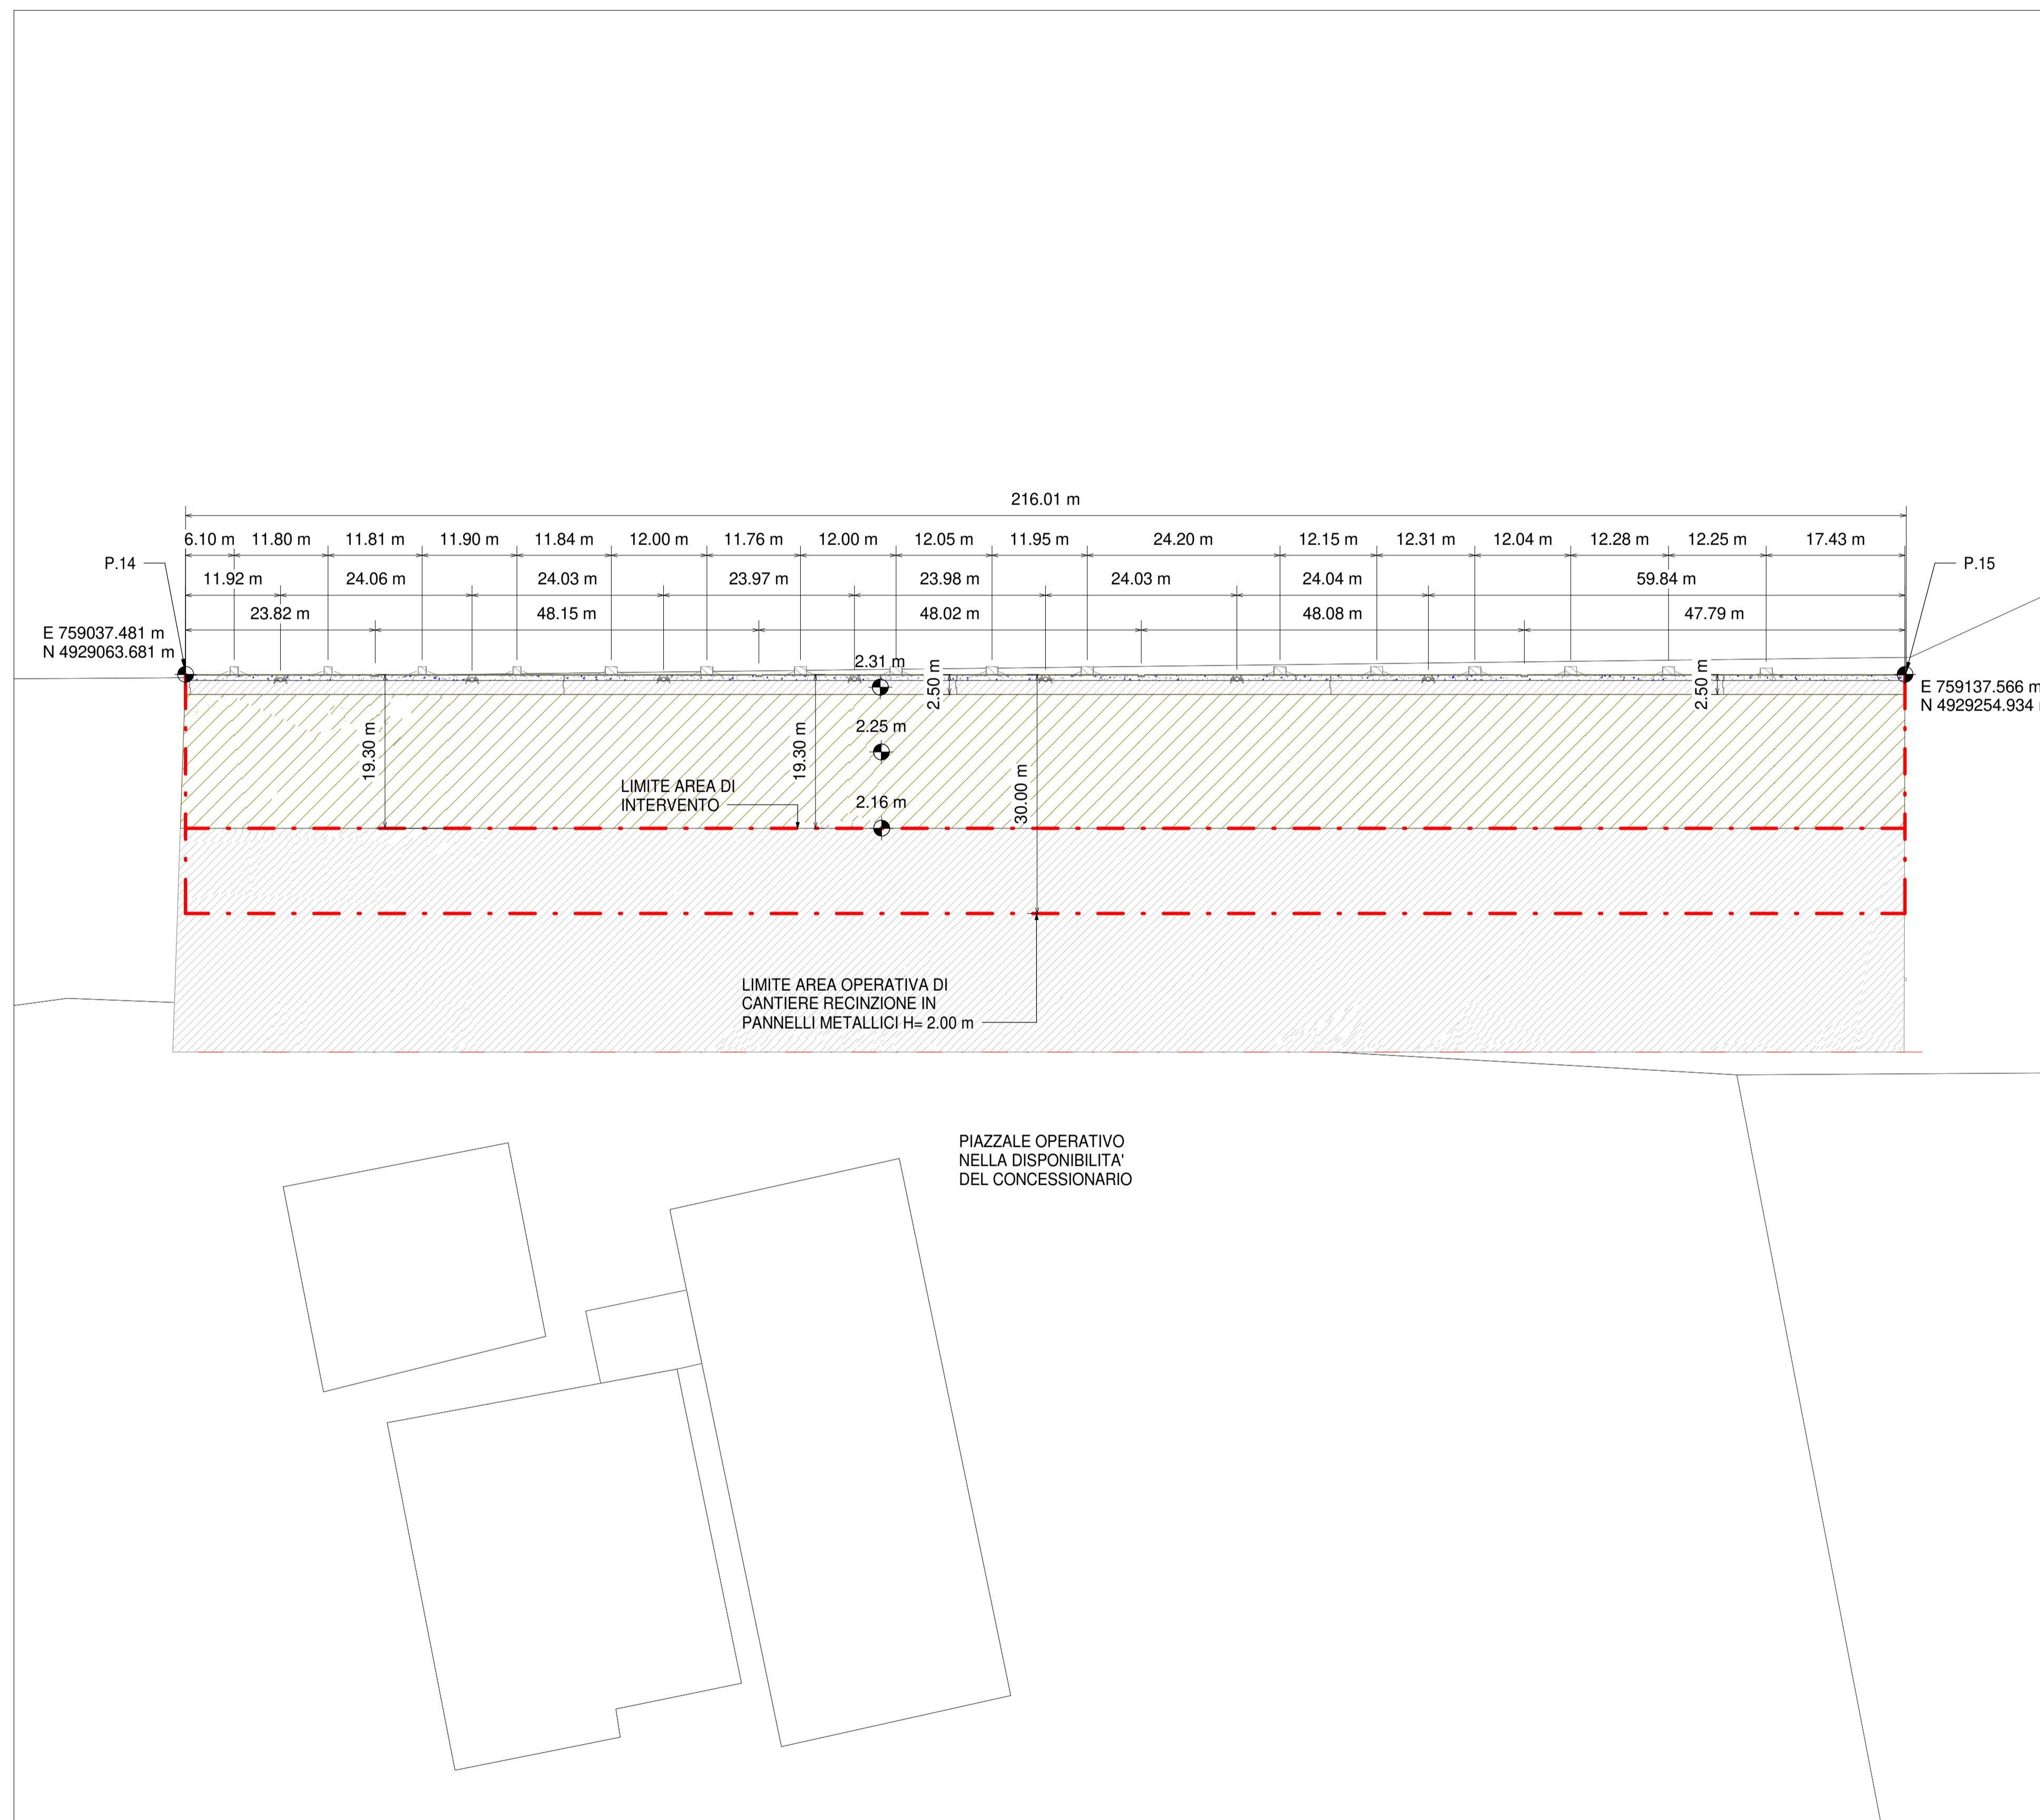 216.01 m
6.10 m 11.80 m 11.81 m 11.90 m 11.84 m 12.00 m 11.76 m 12.00 m 12.05 m 11.95 m 24.20 m 12.15 m 12.31 m 12.04 m 12.28 m 12.25 m 17.43 m
P.14
P.15
11.92 m 24.06 m 24.03 m 23.97 m 23.98 m 24.03 m 24.04 m 59.84 m
23.82 m 48.15 m 48.02 m 48.08 m 47.79 m
E 759037.481 m
N 4929063.681 m
2.31 m
2.50 m
2.50 m
E 759137.566 m
N 4929254.934
19.30 m
19.30 m
2.25 m
30.00 m
LIMITE AREA DI
INTERVENTO
2.16 m
LIMITE AREA OPERATIVA DI
CANTIERE RECINZIONE IN
PANNELLI METALLICI H= 2.00 m
PIAZZALE OPERATIVO
NELLA DISPONIBILITA'
DEL CONCESSIONARIO